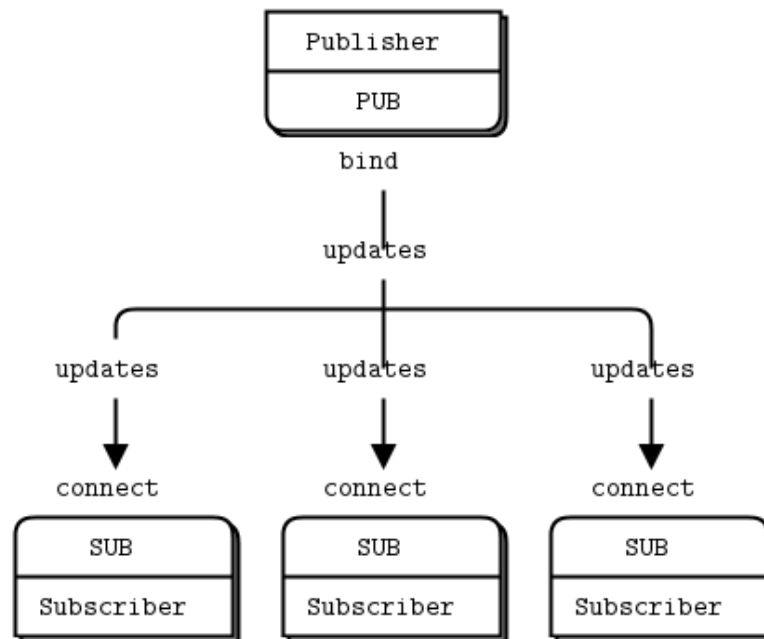 Publisher
PUB
bind
updates
updates updates updates
connect connect connect
SUB SUB SUB
Subscriber Subscriber Subscriber